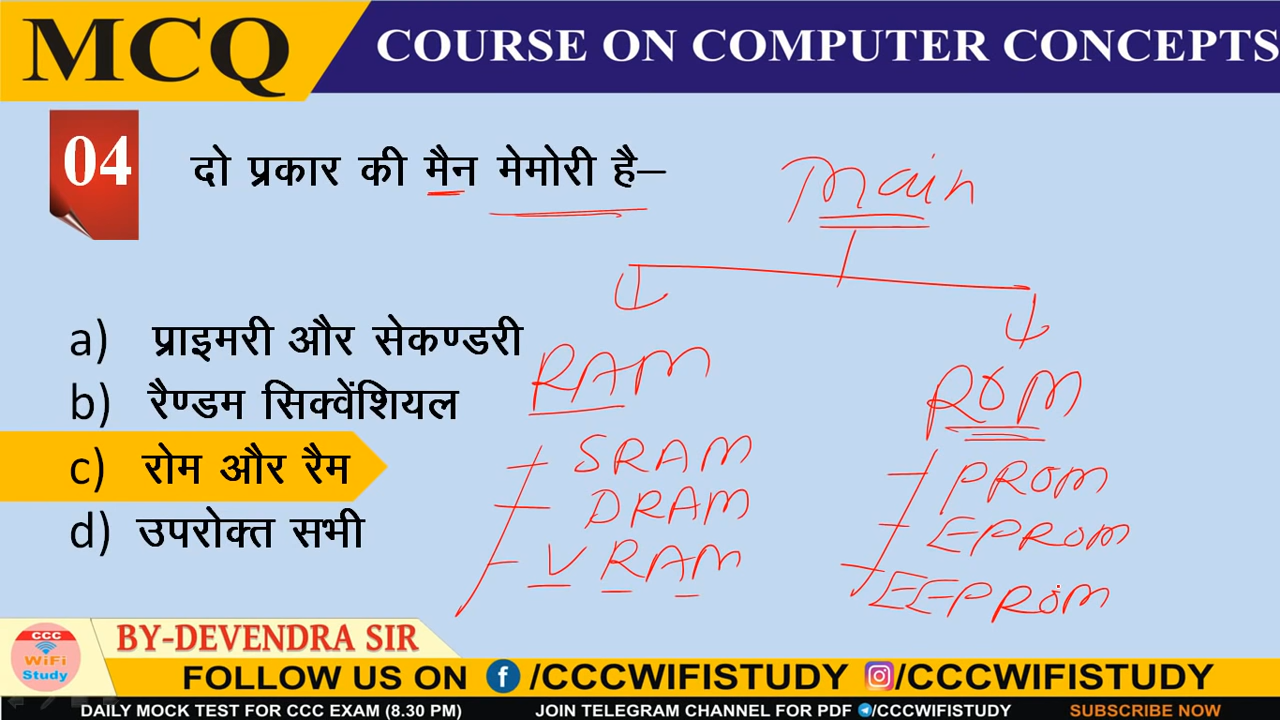 MCQ
COURSE ON COMPUTER CONCEPTS
04
दो प्रकार की मैन मेमोरी है–
Main
a) प्राइमरी और सेकण्डरी
b) रैण्डम सिक्वेंशियल
c) रोम और रैम
d) उपरोक्त सभी
RAM
SRAM
DRAM
VRAM
ROM
PROM
EPROM
EEPROM
CCC
WiFi
Study
BY-DEVENDRA SIR
FOLLOW US ON /CCCWIFISTUDY /CCCWIFISTUDY
DAILY MOCK TEST FOR CCC EXAM (8.30 PM) JOIN TELEGRAM CHANNEL FOR PDF /CCCWIFISTUDY SUBSCRIBE NOW